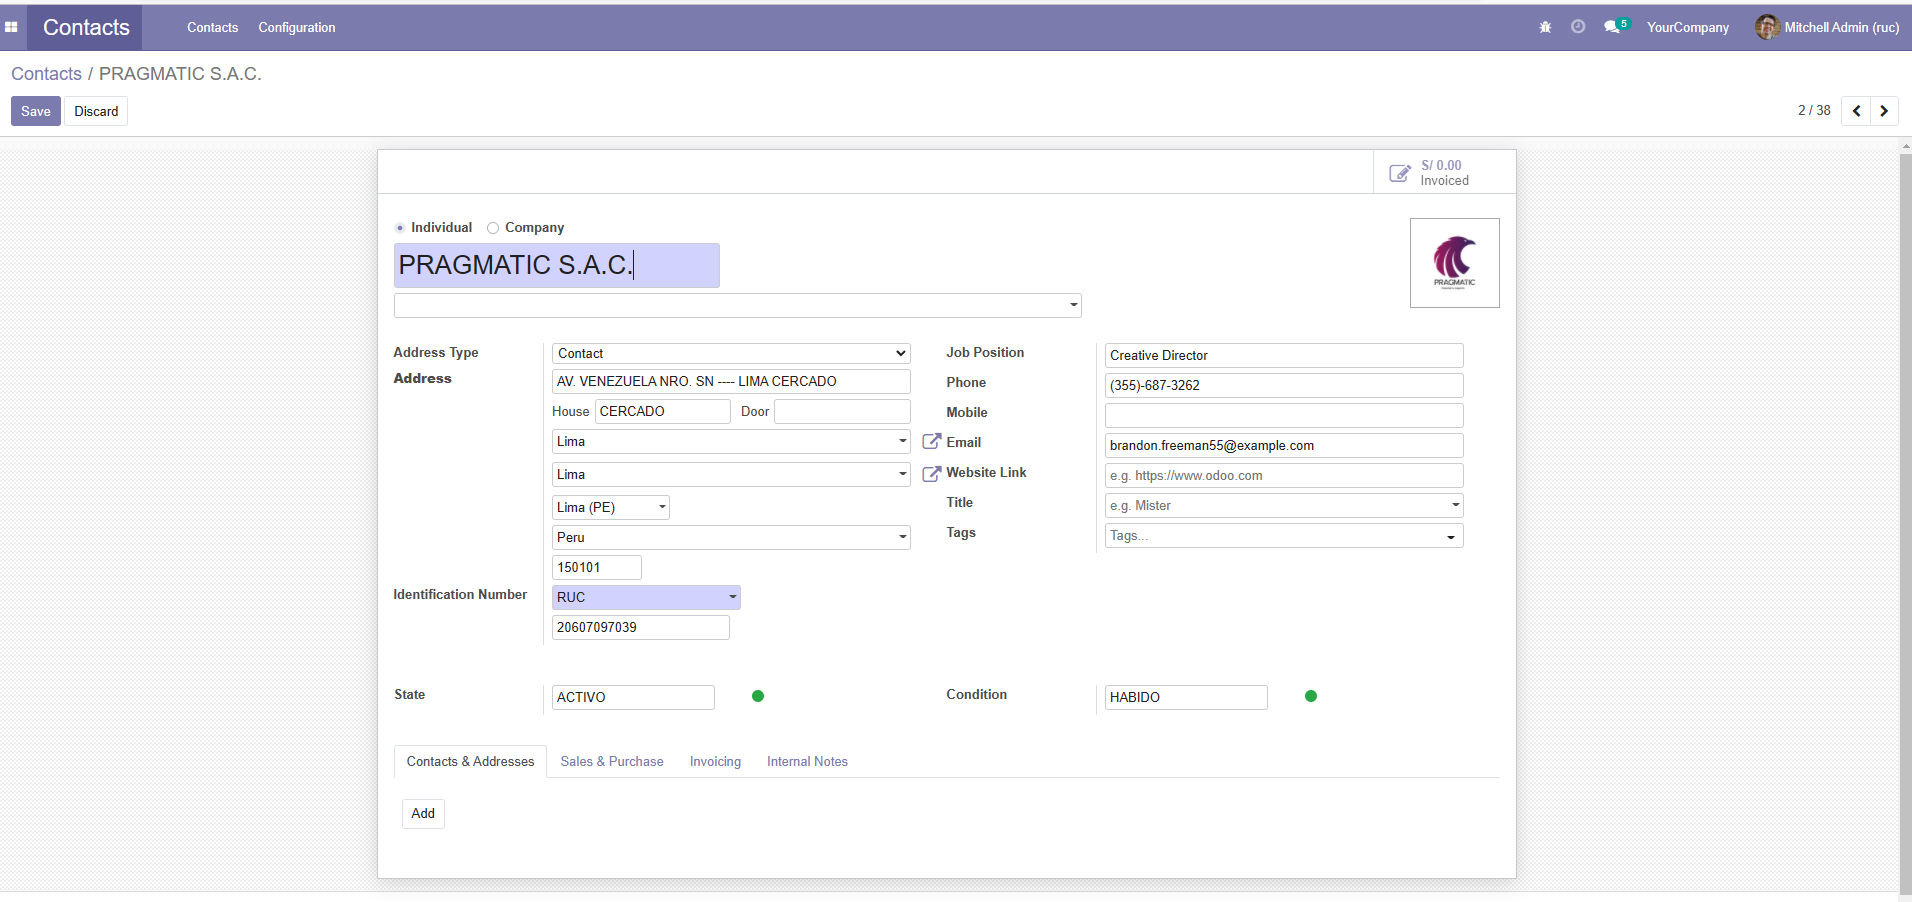 Contacts Contacts Configuration 5 YourCompany Mitchell Admin (ruc)
Contacts / PRAGMATIC S.A.C.
Save Discard 2 / 38
S/ 0.00
Invoiced
Individual Company
PRAGMATIC S.A.C.
PRAGMATIC
Address Type Contact
Address AV. VENEZUELA NRO. SN ---- LIMA CERCADO
House CERCADO Door
Lima
Lima
Lima (PE)
Peru
150101
Identification Number RUC
20607097039
Job Position Creative Director
Phone (355)-687-3262
Mobile
Email brandon.freeman55@example.com
Website Link e.g. https://www.odoo.com
Title e.g. Mister
Tags Tags...
State ACTIVO Condition HABIDO
Contacts & Addresses Sales & Purchase Invoicing Internal Notes
Add